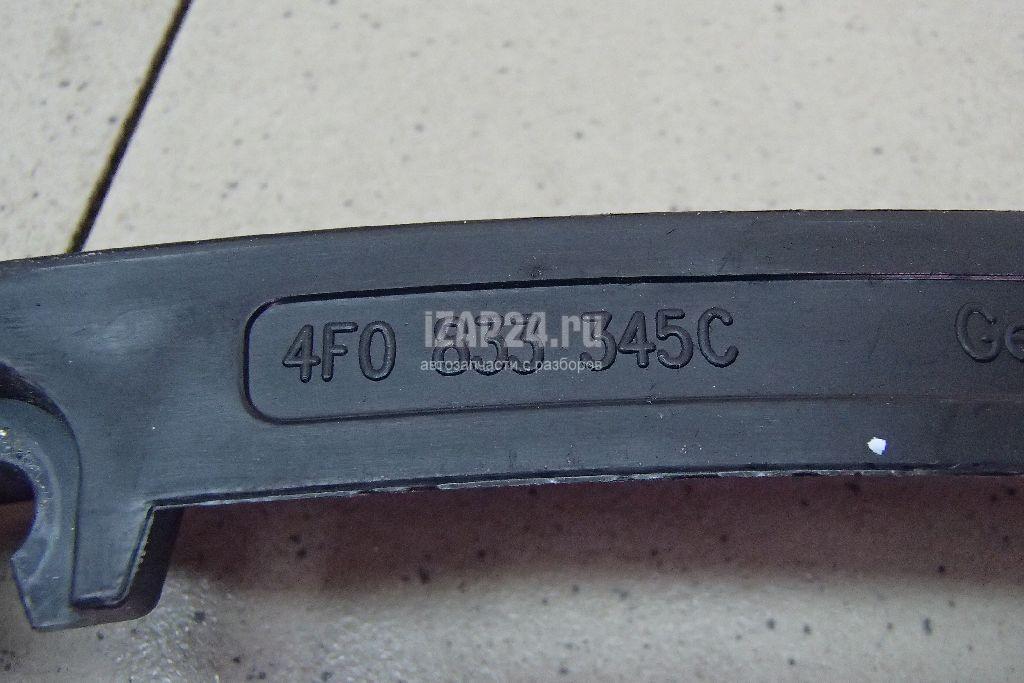 4F0 833 345C
iZAP24.ru
автозапчасти с разборов